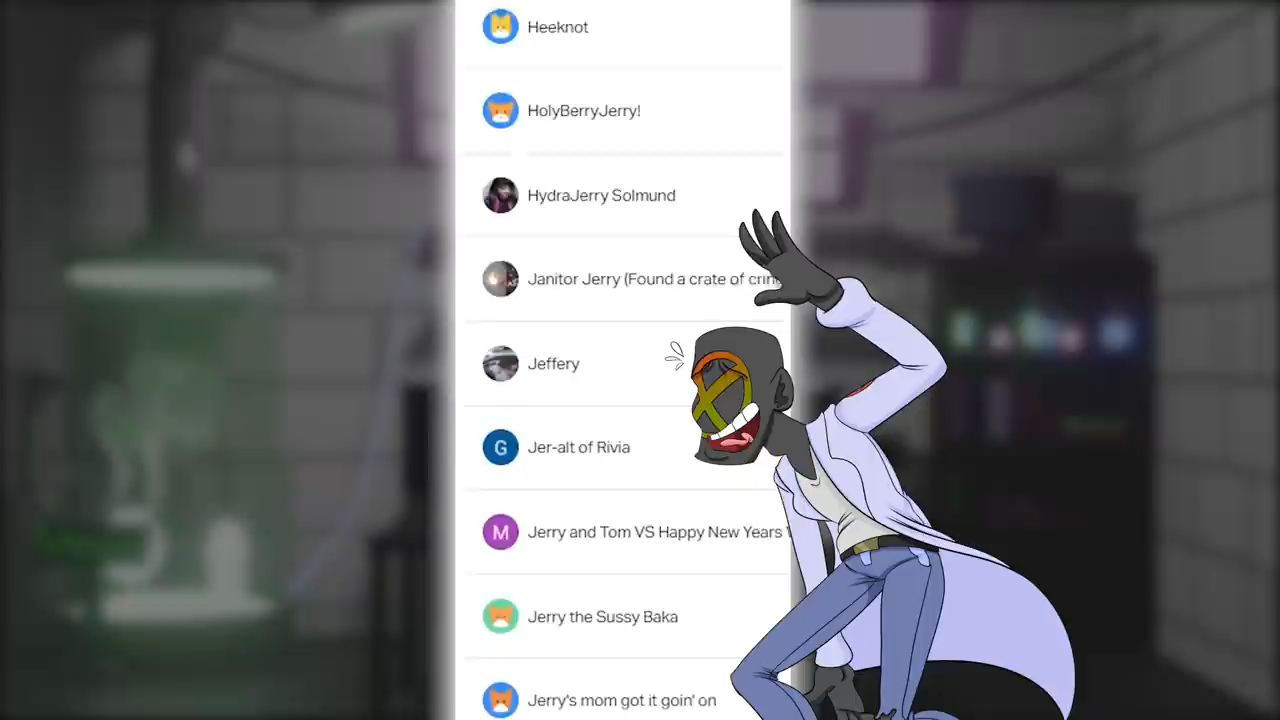 Heeknot
HolyBerryJerry!
HydraJerry Solmund
Janitor Jerry (Found a crate of
Jeffery
G
Jer-alt of Rivia
M
Jerry and Tom VS Happy New Years
Jerry the Sussy Baka
Jerry's mom got it goin' on